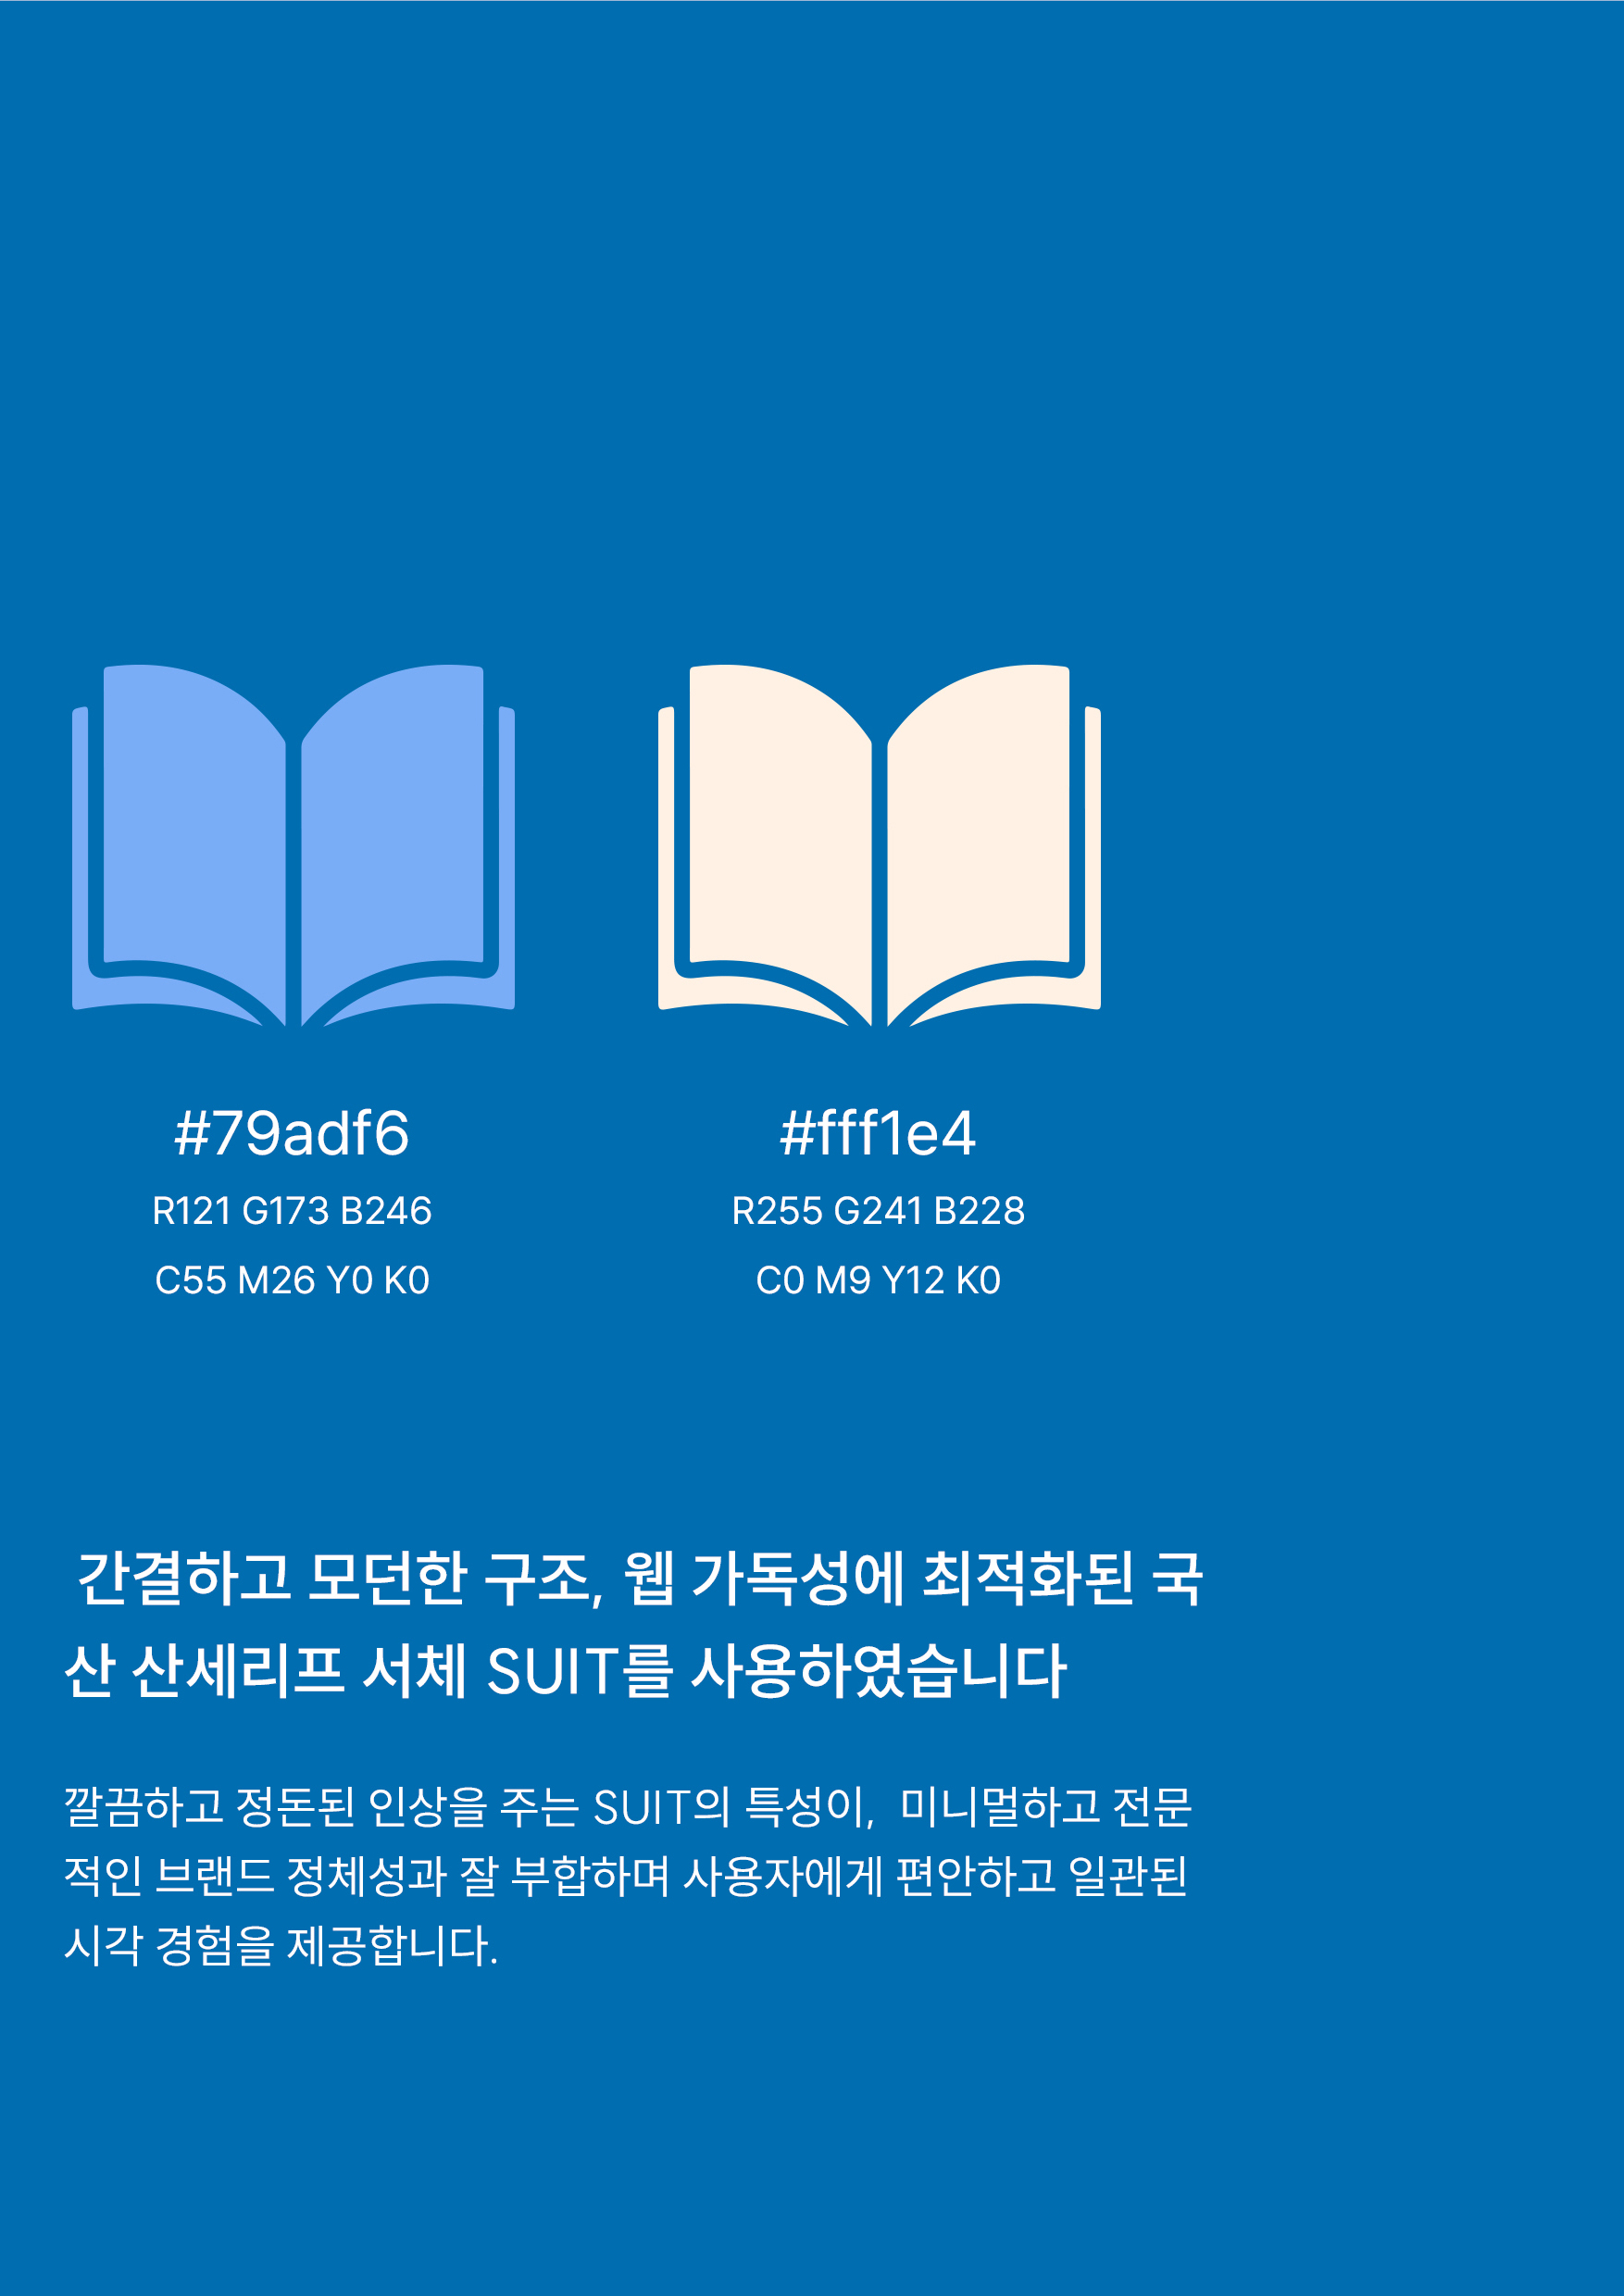 #79adf6
R121 G173 B246
C55 M26 Y0 K0
#fff1e4
R255 G241 B228
C0 M9 Y12 K0
간결하고 모던한 구조, 웹 가독성에 최적화된 국
산 산세리프 서체 SUIT를 사용하였습니다
깔끔하고 정돈된 인상을 주는 SUIT의 특성이, 미니멀하고 전문
적인 브랜드 정체성과 잘 부합하며 사용자에게 편안하고 일관된
시각 경험을 제공합니다.